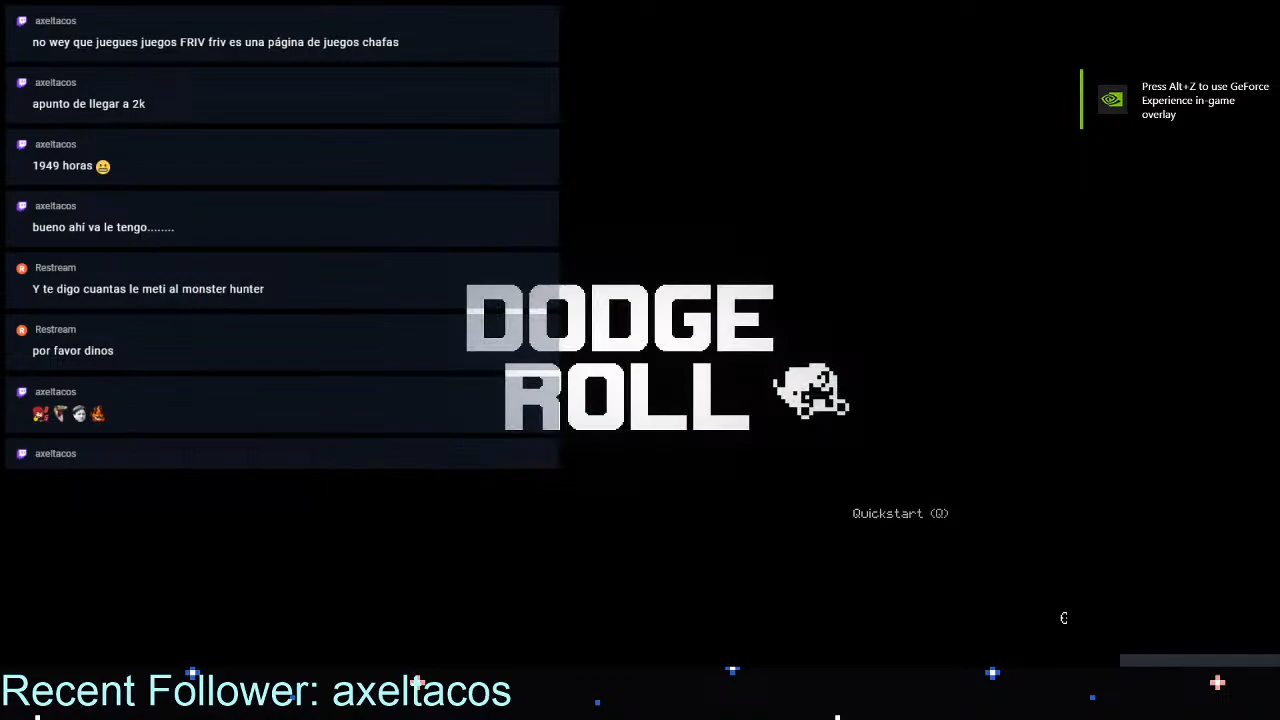 axeltacos
no wey que juegues juegos FRIV friv es una página de juegos chafas
axeltacos
apunto de llegar a 2k
axeltacos
1949 horas 😬
axeltacos
bueno ahí va le tengo........
Restream
Y te digo cuantas le meti al monster hunter
Restream
por favor dinos
axeltacos
axeltacos
Press Alt+Z to use GeForce
Experience in-game
overlay
DODGE
ROLL
Quickstart (Q)
Recent Follower: axeltacos